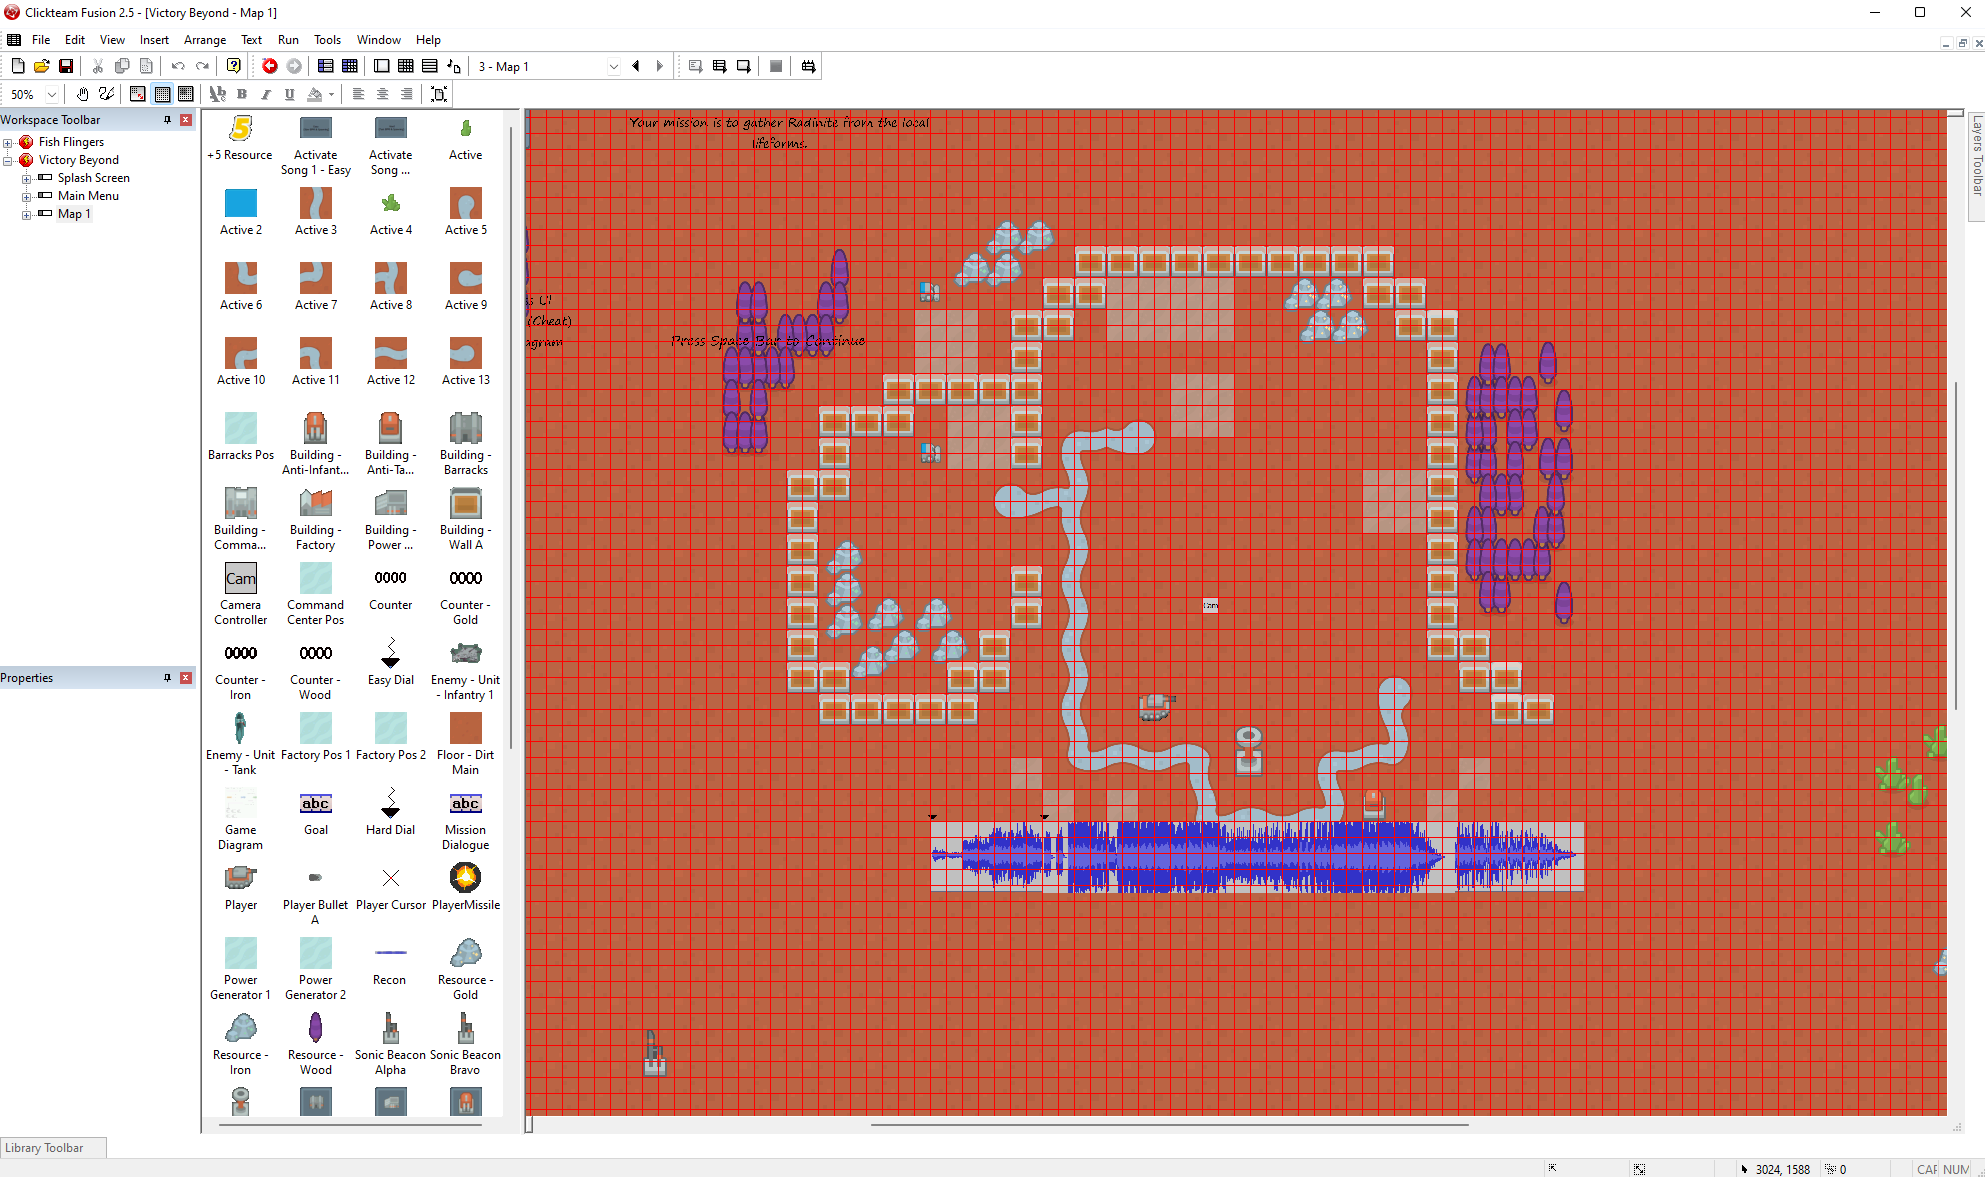 Clickteam Fusion 2.5 - [Victory Beyond - Map 1]
File Edit View Insert Arrange Text Run Tools Window Help
3 - Map 1
50%
Workspace Toolbar
Fish Flingers
Victory Beyond
Splash Screen
Main Menu
Map 1
Properties
Library Toolbar
5
+5 Resource
Activate Song 1 - Easy
Activate Song ...
Active
Active 2
Active 3
Active 4
Active 5
Active 6
Active 7
Active 8
Active 9
Active 10
Active 11
Active 12
Active 13
Barracks Pos
Building - Anti-Infant...
Building - Anti-Ta...
Building - Barracks
Building - Comma...
Building - Factory
Building - Power ...
Building - Wall A
Cam
0000
0000
Camera Controller
Command Center Pos
Counter
Counter - Gold
0000
0000
Counter - Iron
Counter - Wood
Easy Dial
Enemy - Unit - Infantry 1
Enemy - Unit - Tank
Factory Pos 1
Factory Pos 2
Floor - Dirt Main
abc
abc
Game Diagram
Goal
Hard Dial
Mission Dialogue
Player
Player Bullet A
Player Cursor
PlayerMissile
Power Generator 1
Power Generator 2
Recon
Resource - Gold
Resource - Iron
Resource - Wood
Sonic Beacon Alpha
Sonic Beacon Bravo
Your mission is to gather Radinite from the local
lifeforms.
(Cheat)
agram
Press Space Bar to Continue
Cam
Layers Toolbar
3024, 1588
0
CAP NUM